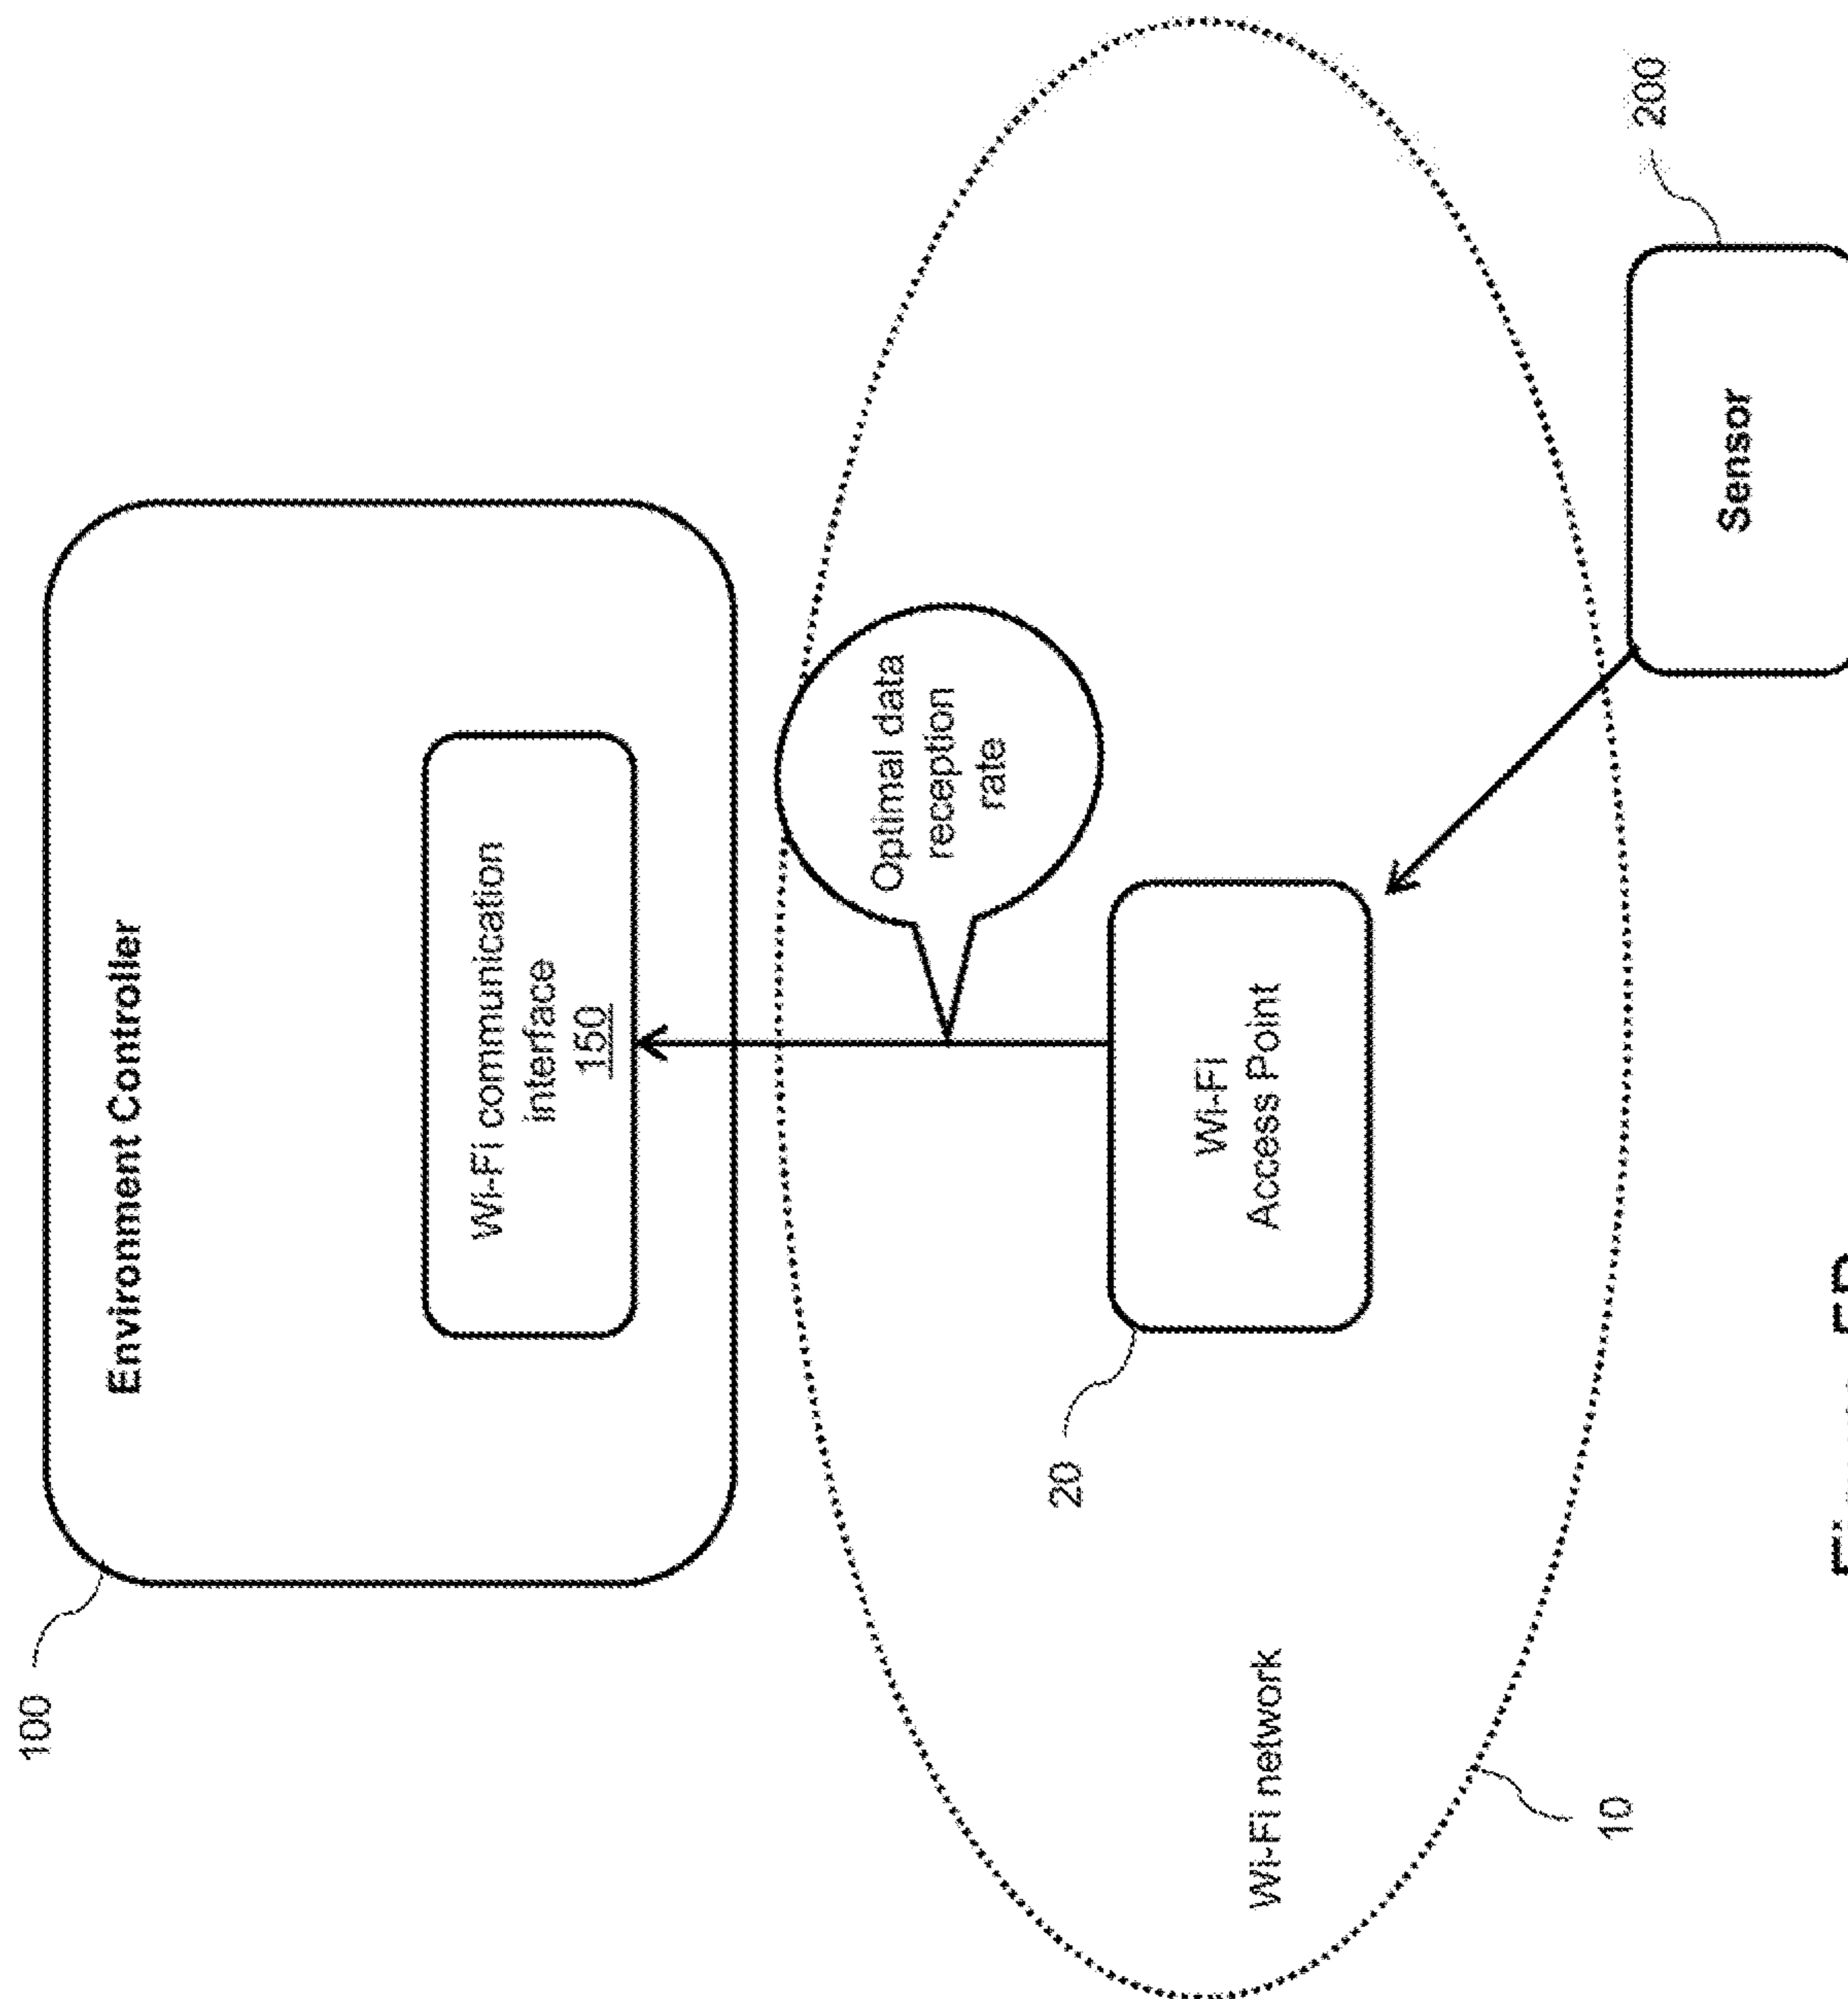 100
Environment Controller
Wi-Fi communication
interface
150
Optimal data
reception
rate
20
Wi-Fi
Access Point
Wi-Fi network
10
200
Sensor